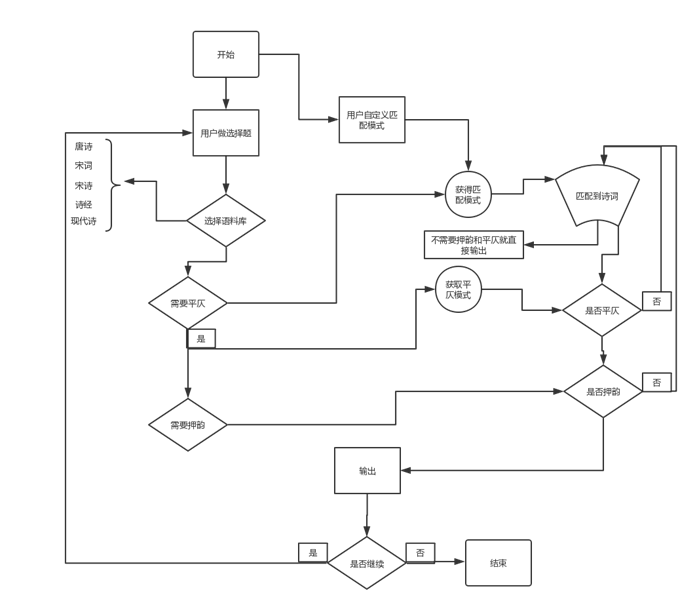 开始
用户自定义匹
配模式
用户做选择题
唐诗
宋词
宋诗
诗经
现代诗
选择语料库
获得匹
配模式
匹配到诗词
不需要押韵和平仄就直
接输出
需要平仄
获取平
仄模式
是否平仄
否
是
需要押韵
是否押韵
否
输出
是
是否继续
否
结束